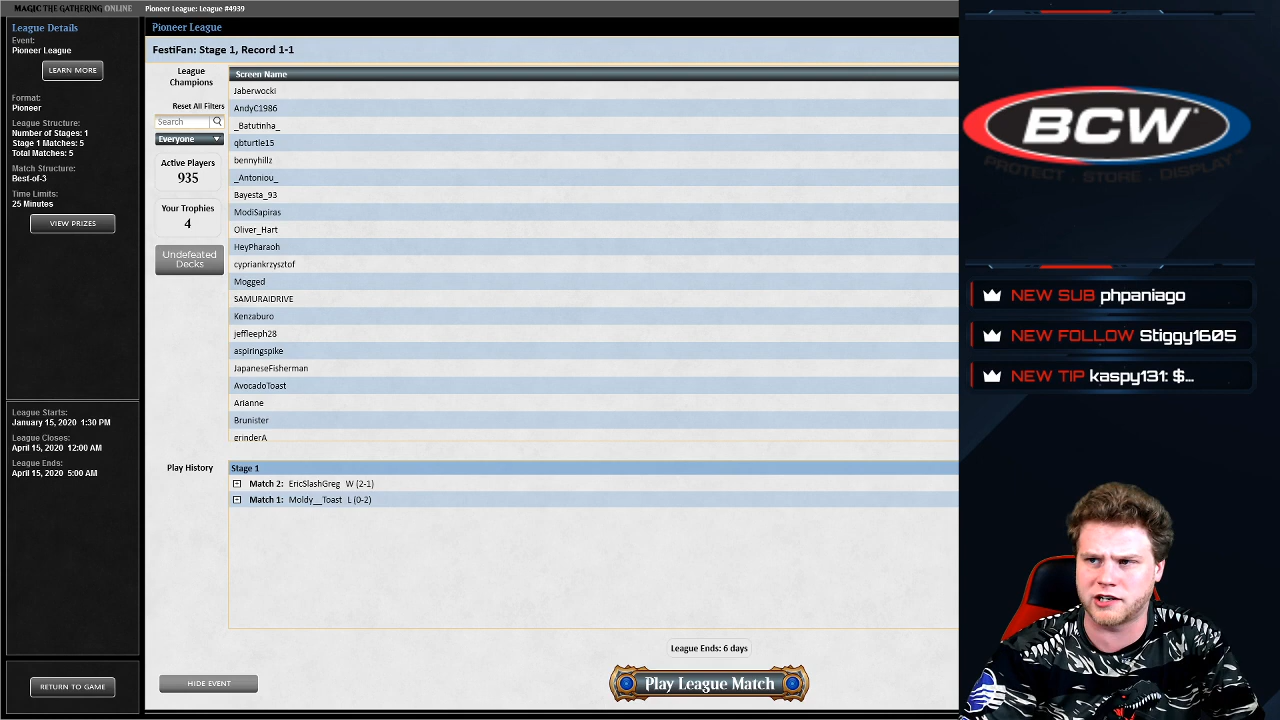 MAGIC THE GATHERING ONLINE
Pioneer League: League #4939
League Details
Event:
Pioneer League
LEARN MORE
Format:
Pioneer
League Structure:
Number of Stages: 1
Stage 1 Matches: 5
Total Matches: 5
Match Structure:
Best-of-3
Time Limits:
25 Minutes
VIEW PRIZES
League Starts:
January 15, 2020 1:30 PM
League Closes:
April 15, 2020 12:00 AM
League Ends:
April 15, 2020 5:00 AM
RETURN TO GAME
Pioneer League
FestiFan: Stage 1, Record 1-1
League
Champions
Reset All Filters
Search
Everyone
Active Players
935
Your Trophies
4
Undefeated
Decks
Screen Name
Jaberwocki
AndyC1986
_Batutinha_
qbturtle15
bennyhillz
_Antoniou_
Bayesta_93
ModiSapiras
Oliver_Hart
HeyPharaoh
cypriankrzysztof
Mogged
SAMURAIDRIVE
Kenzaburo
jeffleeph28
aspiringspike
JapaneseFisherman
AvocadoToast
Arianne
Brunister
grinderA
Play History
Stage 1
Match 2: EricSlashGreg W (2-1)
Match 1: Moldy__Toast L (0-2)
League Ends: 6 days
HIDE EVENT
Play League Match
BCW
PROTECT . STORE . DISPLAY
NEW SUB phpaniago
NEW FOLLOW Stiggy1605
NEW TIP kaspy131: $...